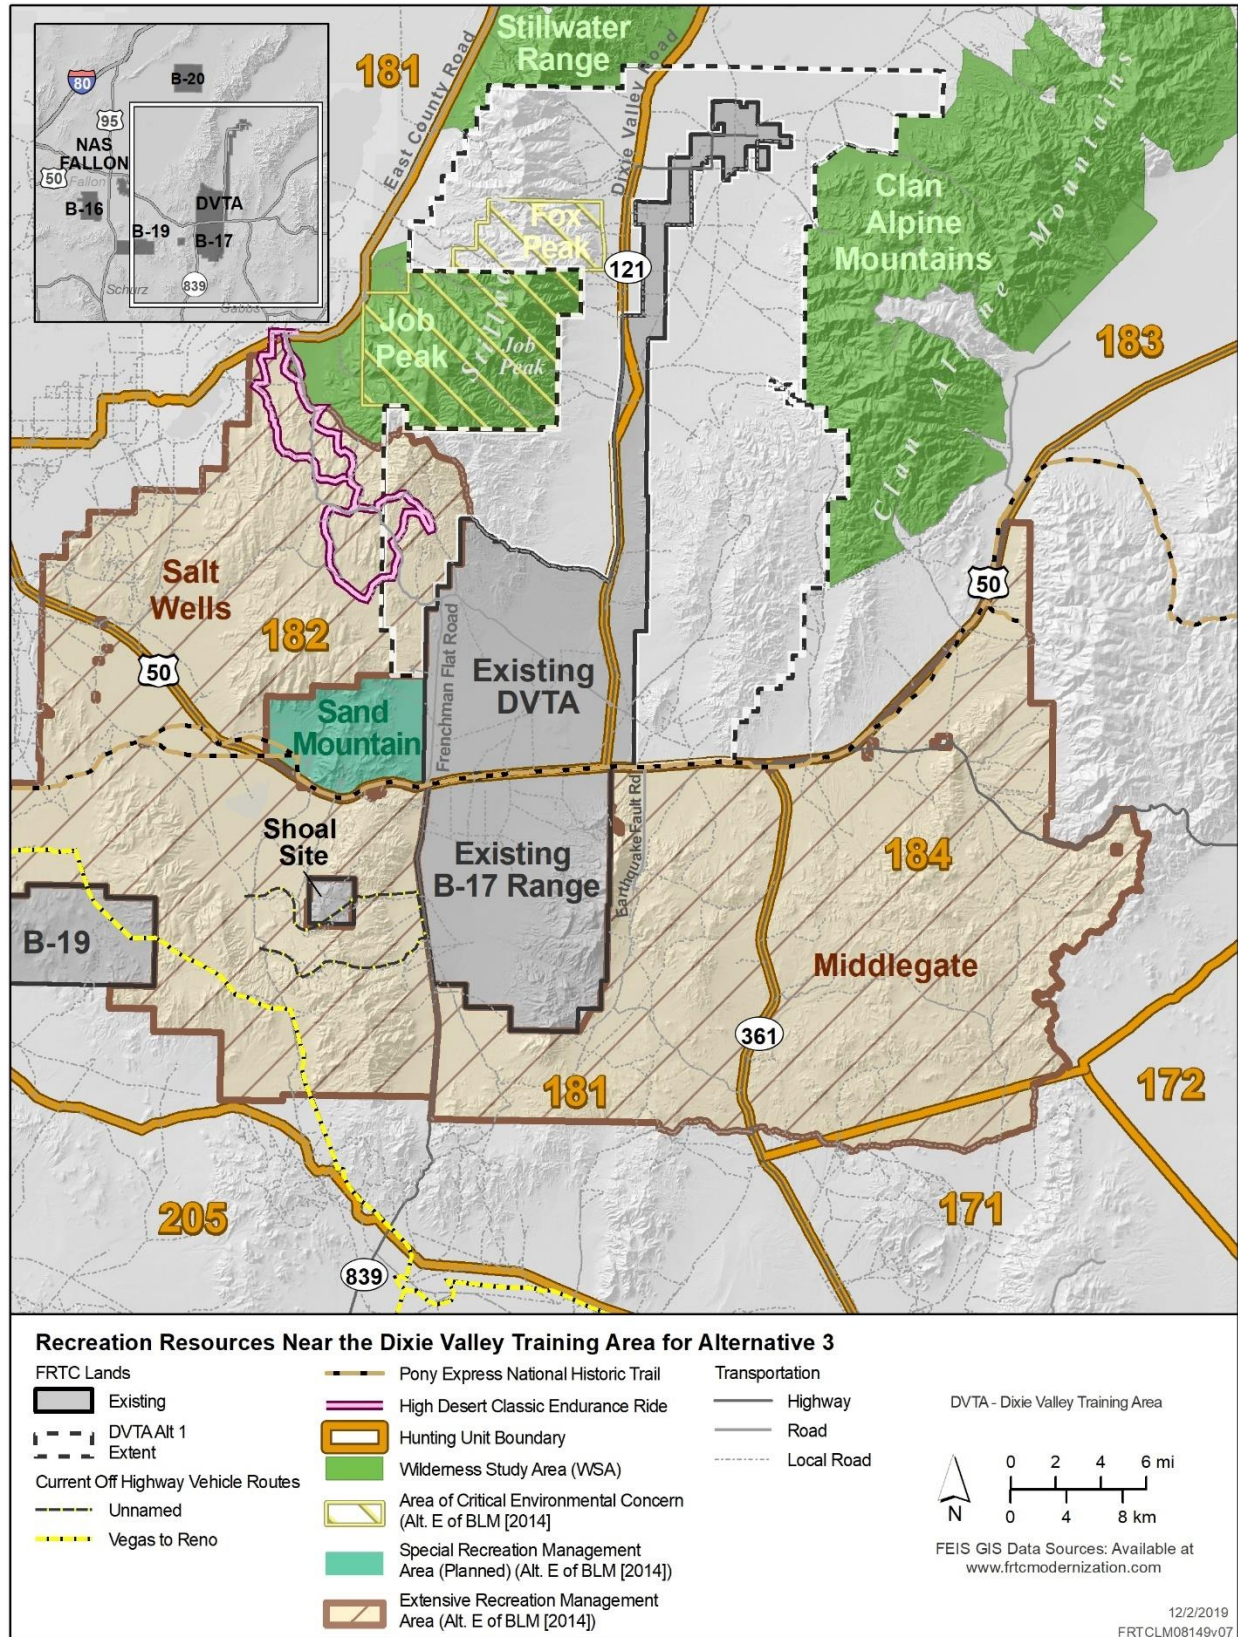 Stillwater
Range
181
East County Road
Dixie Valley Road
80
B-20
95
NAS
FALLON
50
Fallon
DVTA
B-16
B-19
B-17
839
Schurz
Gabbs
Clan
Alpine
Mountains
Clan Alpine Mountains
Fox
Peak
121
Job
Peak
Job
Peak
183
Salt
Wells
182
50
50
Sand
Mountain
Frenchman Flat Road
Existing
DVTA
Shoal
Site
Existing
B-17 Range
Earthquake Fault Rd
184
B-19
Middlegate
361
181
172
205
171
839
Recreation Resources Near the Dixie Valley Training Area for Alternative 3
FRTC Lands
Existing
DVTA Alt 1
Extent
Current Off Highway Vehicle Routes
Unnamed
Vegas to Reno
Pony Express National Historic Trail
High Desert Classic Endurance Ride
Hunting Unit Boundary
Wilderness Study Area (WSA)
Area of Critical Environmental Concern
(Alt. E of BLM [2014]
Special Recreation Management
Area (Planned) (Alt. E of BLM [2014])
Extensive Recreation Management
Area (Alt. E of BLM [2014])
Transportation
Highway
Road
Local Road
DVTA - Dixie Valley Training Area
N
0 2 4 6 mi
0 4 8 km
FEIS GIS Data Sources: Available at
www.frtcmodernization.com
12/2/2019
FRTCLM08149v07